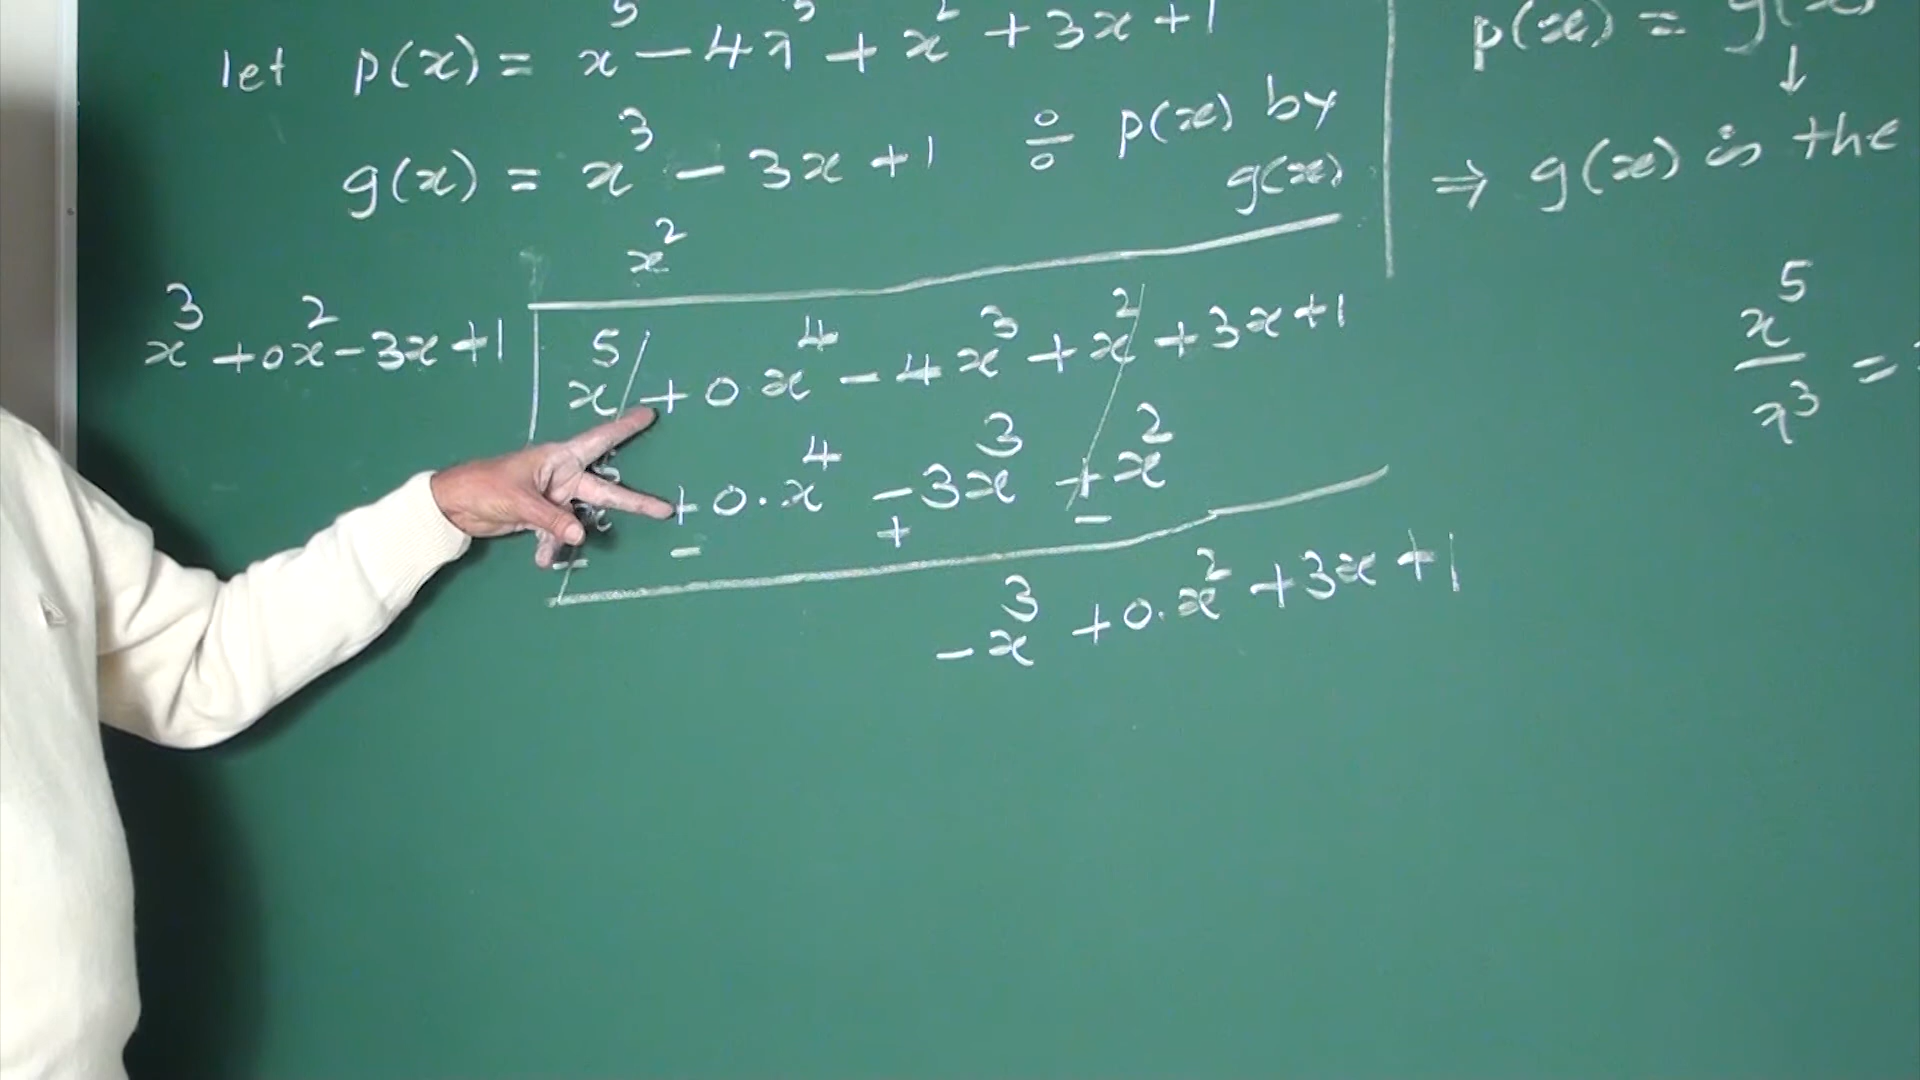 let p(x) = x⁵ - 4x³ + x² + 3x + 1
g(x) = x³ - 3x + 1 ÷ p(x) by
g(x)
x²
x³ + 0x² - 3x + 1
x⁵ + 0x⁴ - 4x³ + x² + 3x + 1
x⁵ + 0.x⁴ - 3x³ + x²
- - + -
-x³ + 0.x² + 3x + 1
p(x) = g(x)
↓
⇒ g(x) is the
x⁵/x³ =